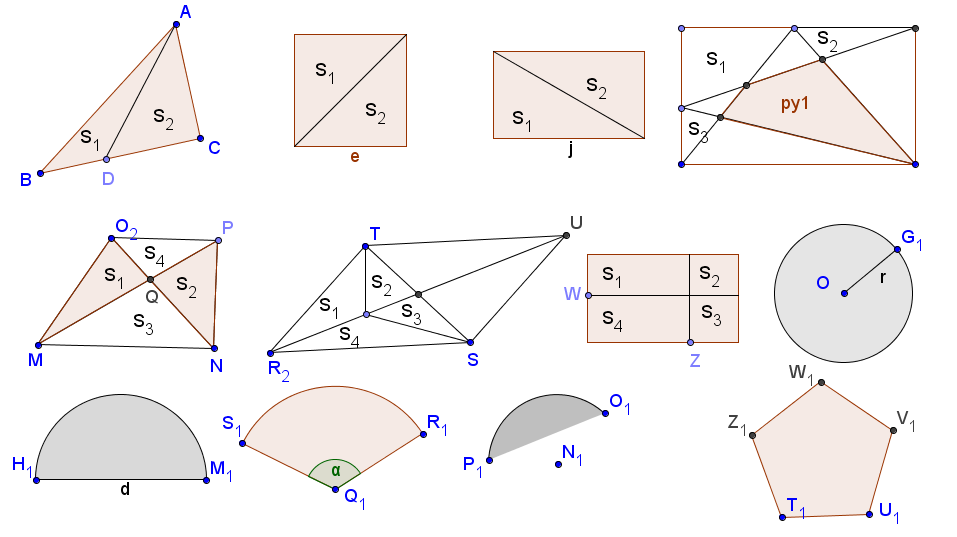 A
S1
S2
B
D
C
S1
S2
e
S2
S1
j
S1
S2
py1
S3
O2
P
S4
S1
S2
Q
S3
M
N
T
U
S2
S1
S3
S4
R2
S
S1
S2
W
S4
S3
Z
G1
O
r
H1
M1
d
S1
R1
α
Q1
O1
P1
N1
W1
Z1
V1
T1
U1